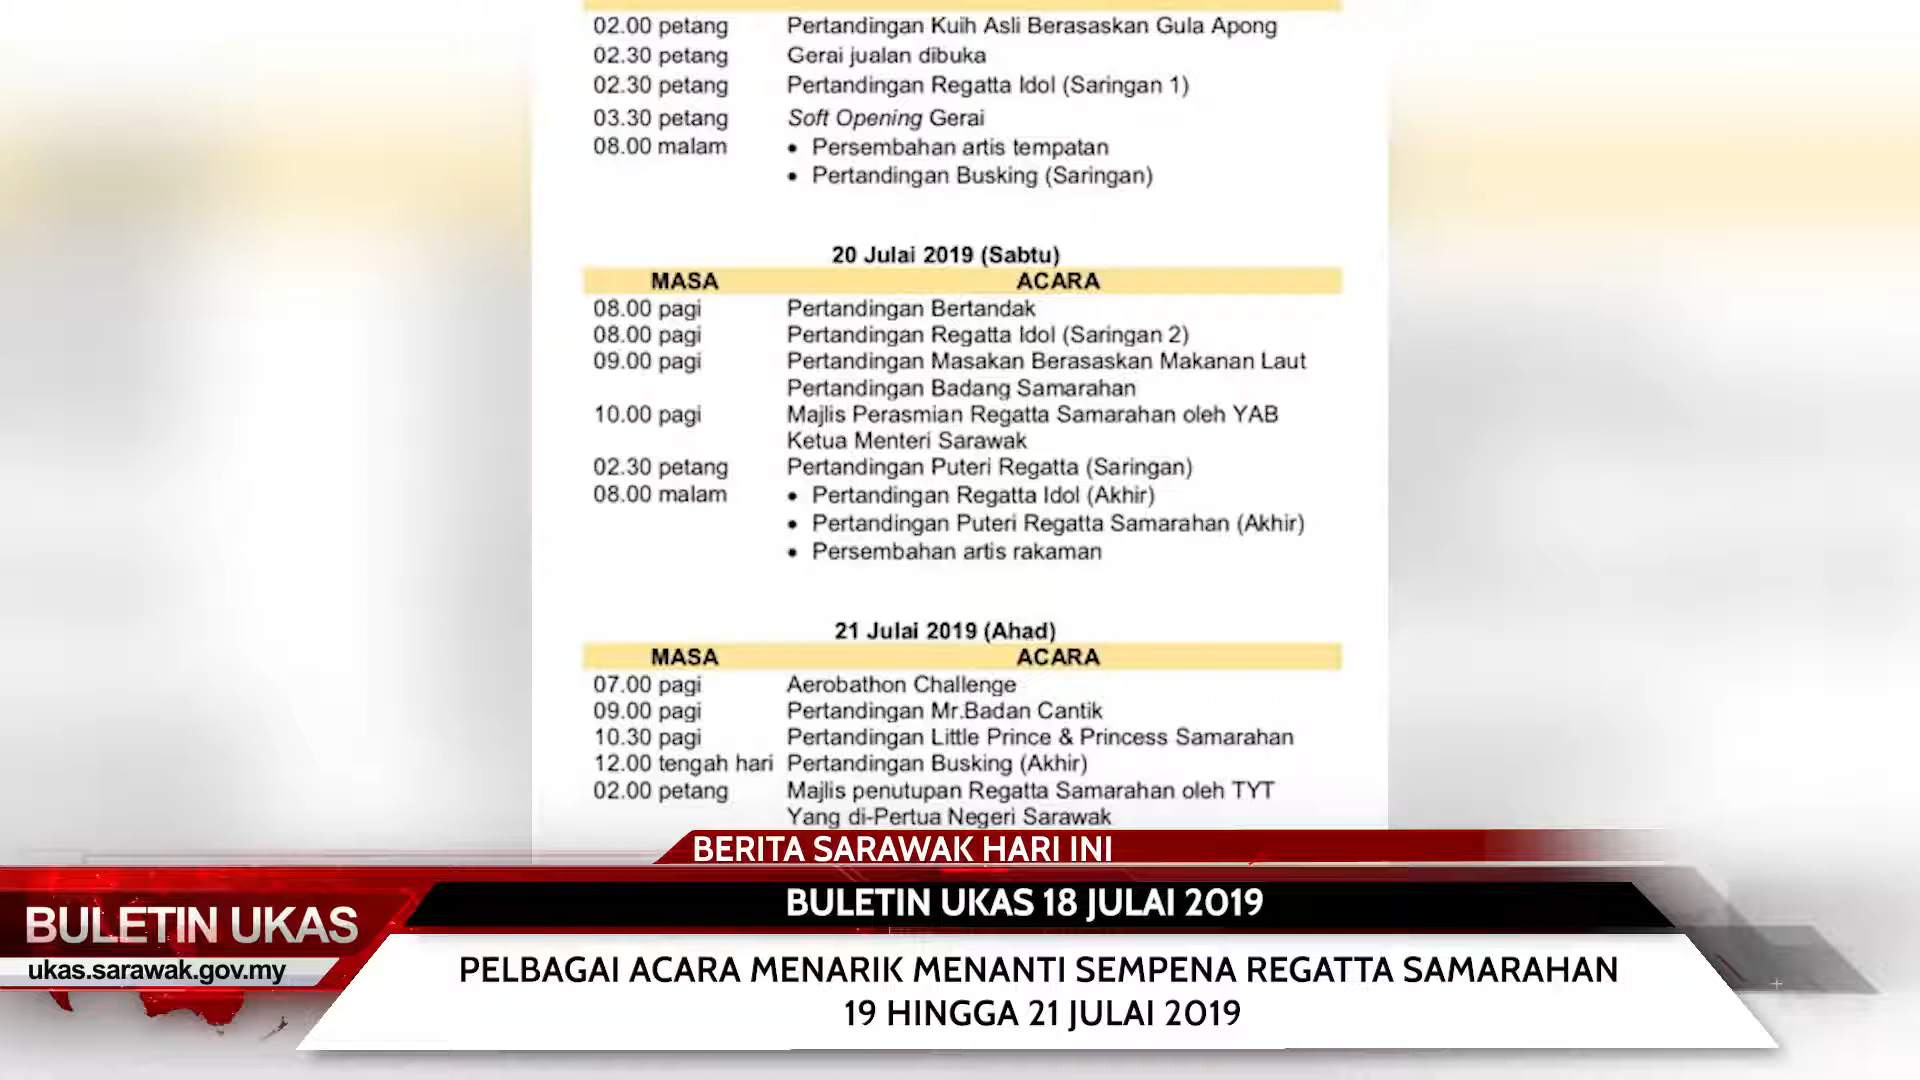 02.00 petang Pertandingan Kuih Asli Berasaskan Gula Apong
02.30 petang Gerai jualan dibuka
02.30 petang Pertandingan Regatta Idol (Saringan 1)
03.30 petang Soft Opening Gerai
08.00 malam • Persembahan artis tempatan
• Pertandingan Busking (Saringan)
20 Julai 2019 (Sabtu)
MASA ACARA
08.00 pagi Pertandingan Bertandak
08.00 pagi Pertandingan Regatta Idol (Saringan 2)
09.00 pagi Pertandingan Masakan Berasaskan Makanan Laut
Pertandingan Badang Samarahan
10.00 pagi Majlis Perasmian Regatta Samarahan oleh YAB
Ketua Menteri Sarawak
02.30 petang Pertandingan Puteri Regatta (Saringan)
08.00 malam • Pertandingan Regatta Idol (Akhir)
• Pertandingan Puteri Regatta Samarahan (Akhir)
• Persembahan artis rakaman
21 Julai 2019 (Ahad)
MASA ACARA
07.00 pagi Aerobathon Challenge
09.00 pagi Pertandingan Mr.Badan Cantik
10.30 pagi Pertandingan Little Prince & Princess Samarahan
12.00 tengah hari Pertandingan Busking (Akhir)
02.00 petang Majlis penutupan Regatta Samarahan oleh TYT
Yang di-Pertua Negeri Sarawak
BERITA SARAWAK HARI INI
BULETIN UKAS 18 JULAI 2019
BULETIN UKAS
ukas.sarawak.gov.my
PELBAGAI ACARA MENARIK MENANTI SEMPENA REGATTA SAMARAHAN
19 HINGGA 21 JULAI 2019